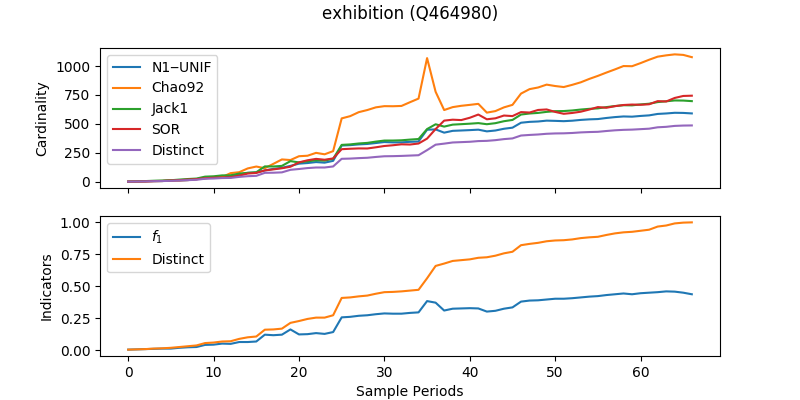 exhibition (Q464980)
Cardinality
1000
750
500
250
0
N1−UNIF
Chao92
Jack1
SOR
Distinct
Indicators
1.00
0.75
0.50
0.25
0.00
f₁
Distinct
0 10 20 30 40 50 60
Sample Periods